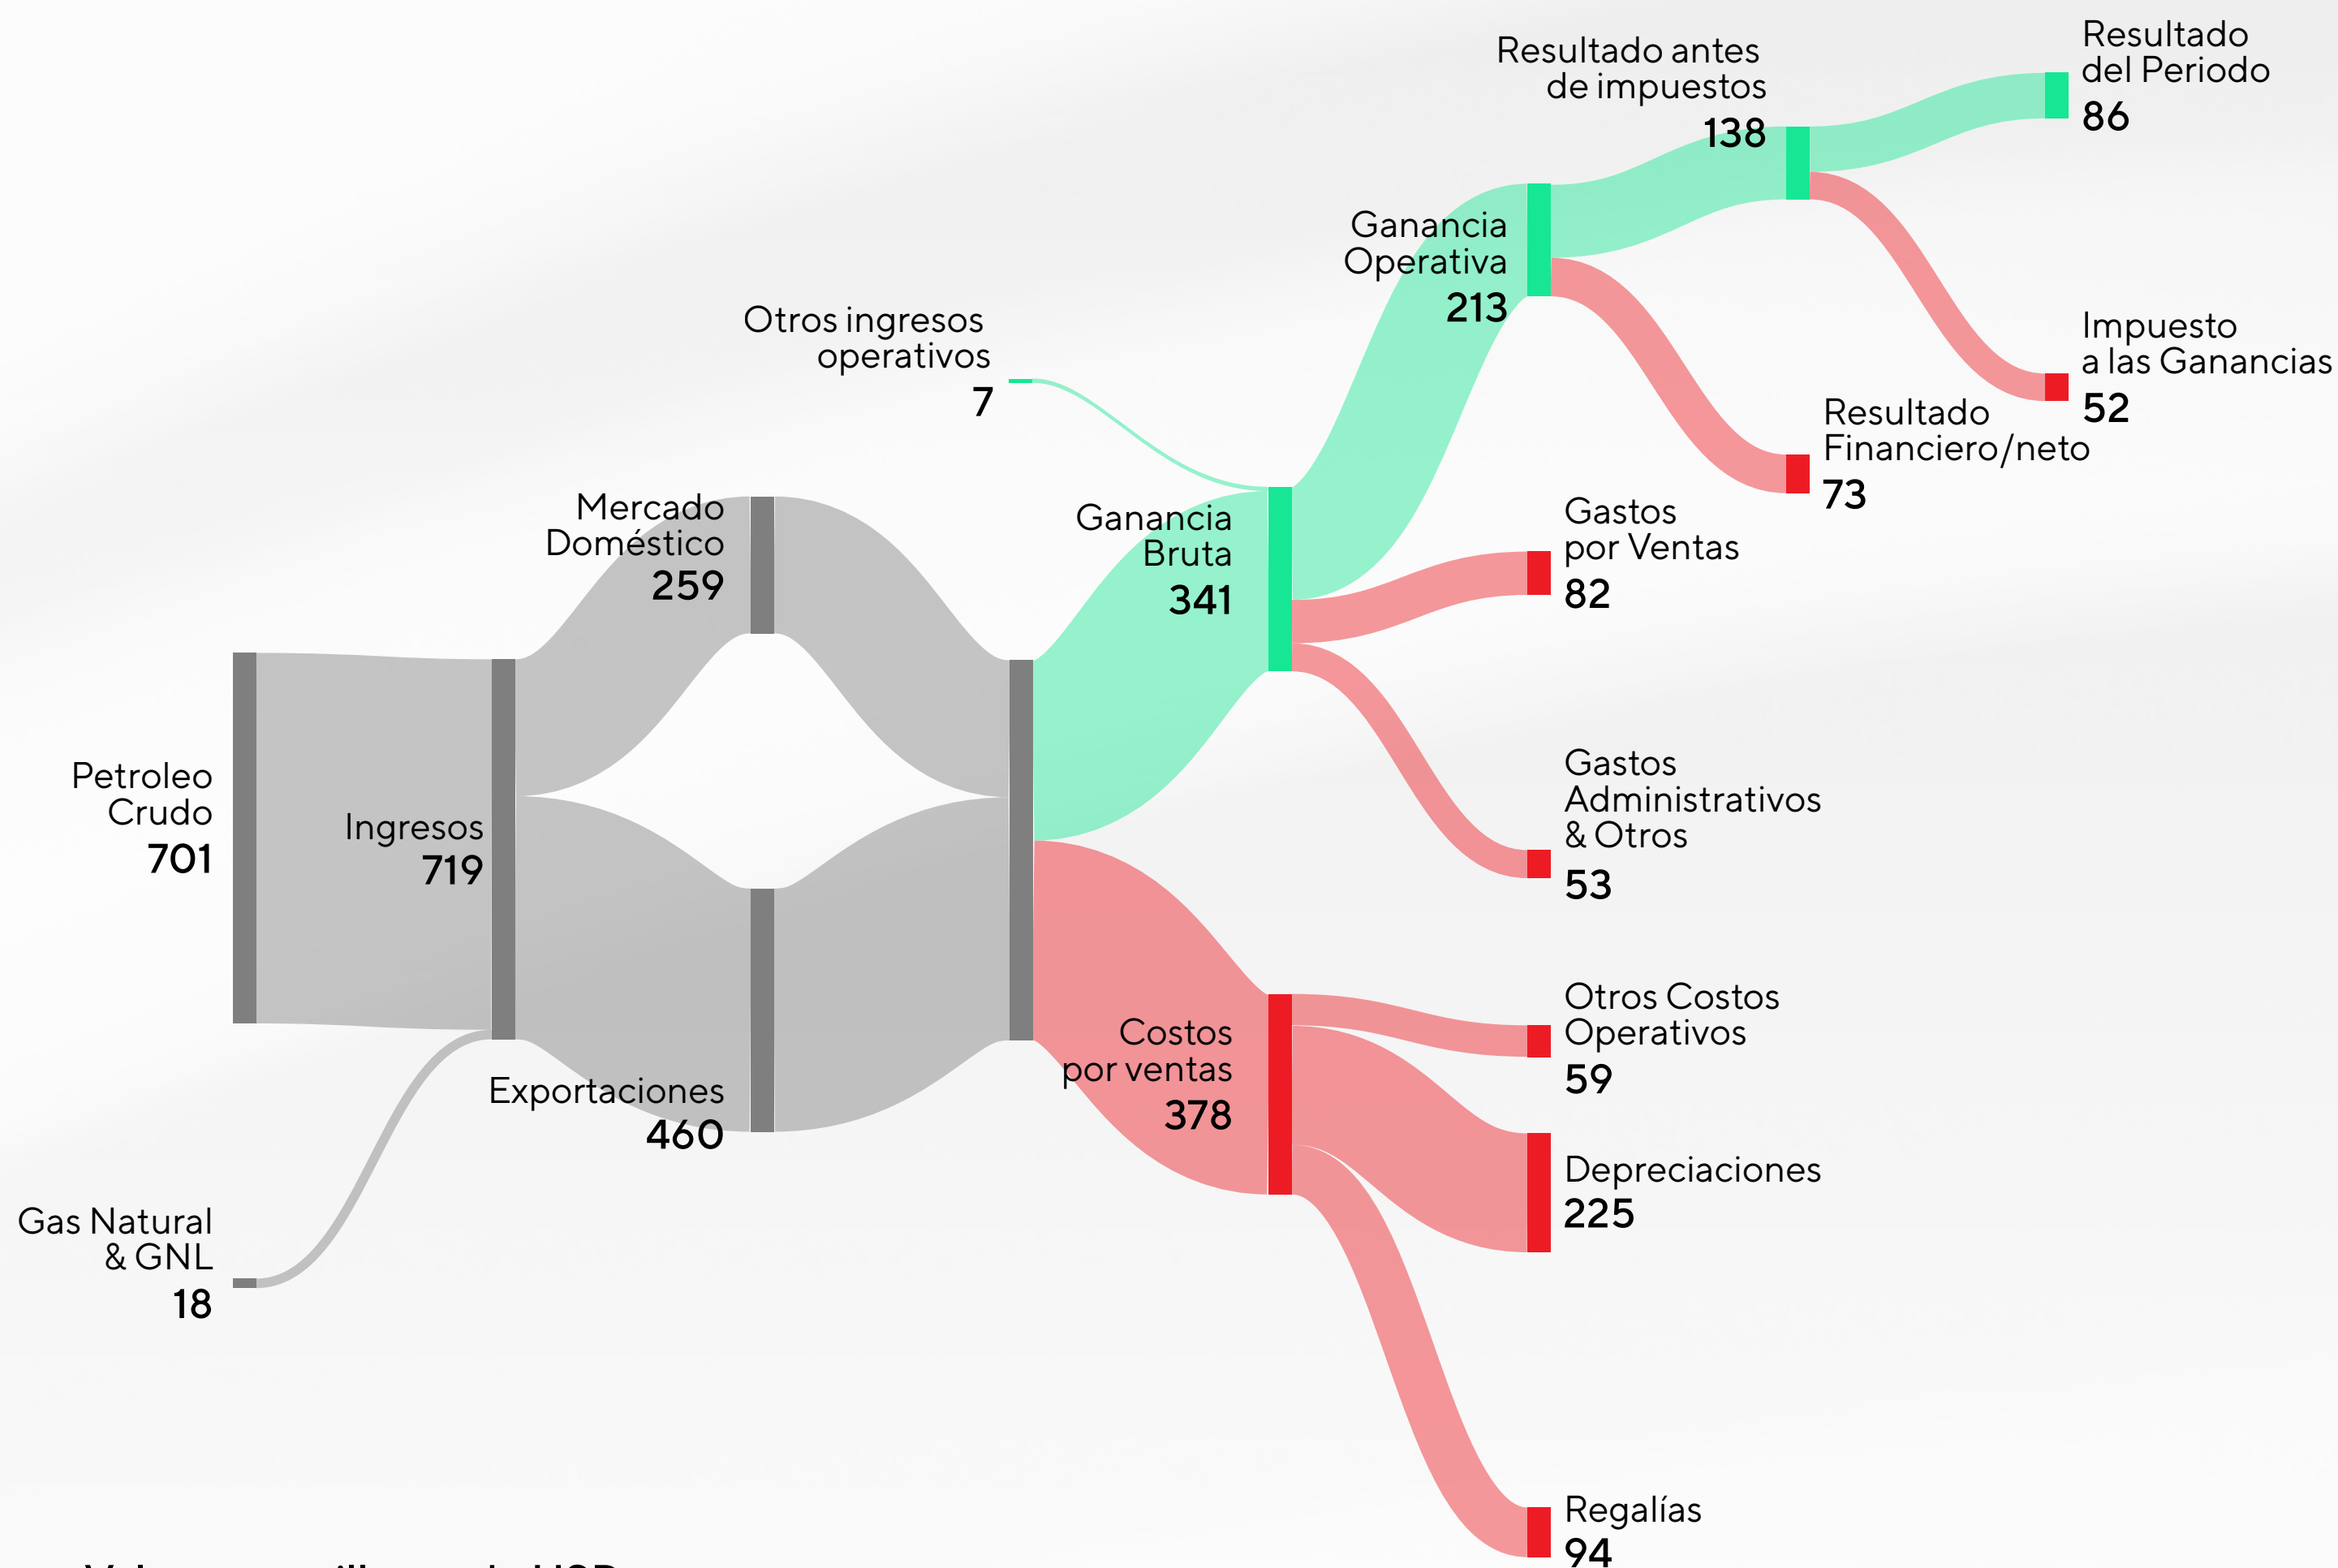 Resultado antes
de impuestos
138
Resultado
del Periodo
86
Ganancia
Operativa
213
Impuesto
a las Ganancias
52
Otros ingresos
operativos
7
Resultado
Financiero/neto
73
Mercado
Doméstico
259
Ganancia
Bruta
341
Gastos
por Ventas
82
Petroleo
Crudo
701
Ingresos
719
Gastos
Administrativos
& Otros
53
Exportaciones
460
Costos
por ventas
378
Otros Costos
Operativos
59
Depreciaciones
225
Gas Natural
& GNL
18
Regalías
94